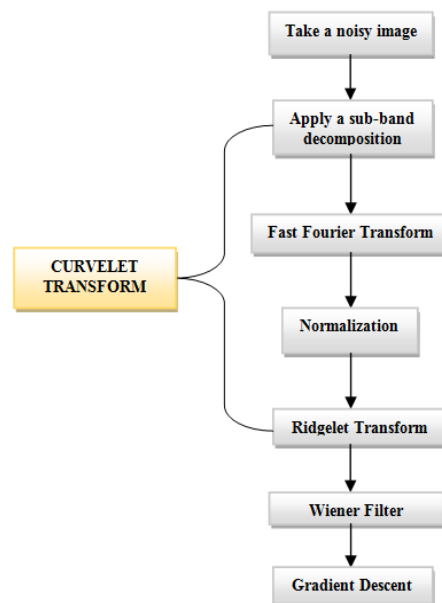 Take a noisy image
Apply a sub-band
decomposition
Fast Fourier Transform
CURVELET
TRANSFORM
Normalization
Ridgelet Transform
Wiener Filter
Gradient Descent